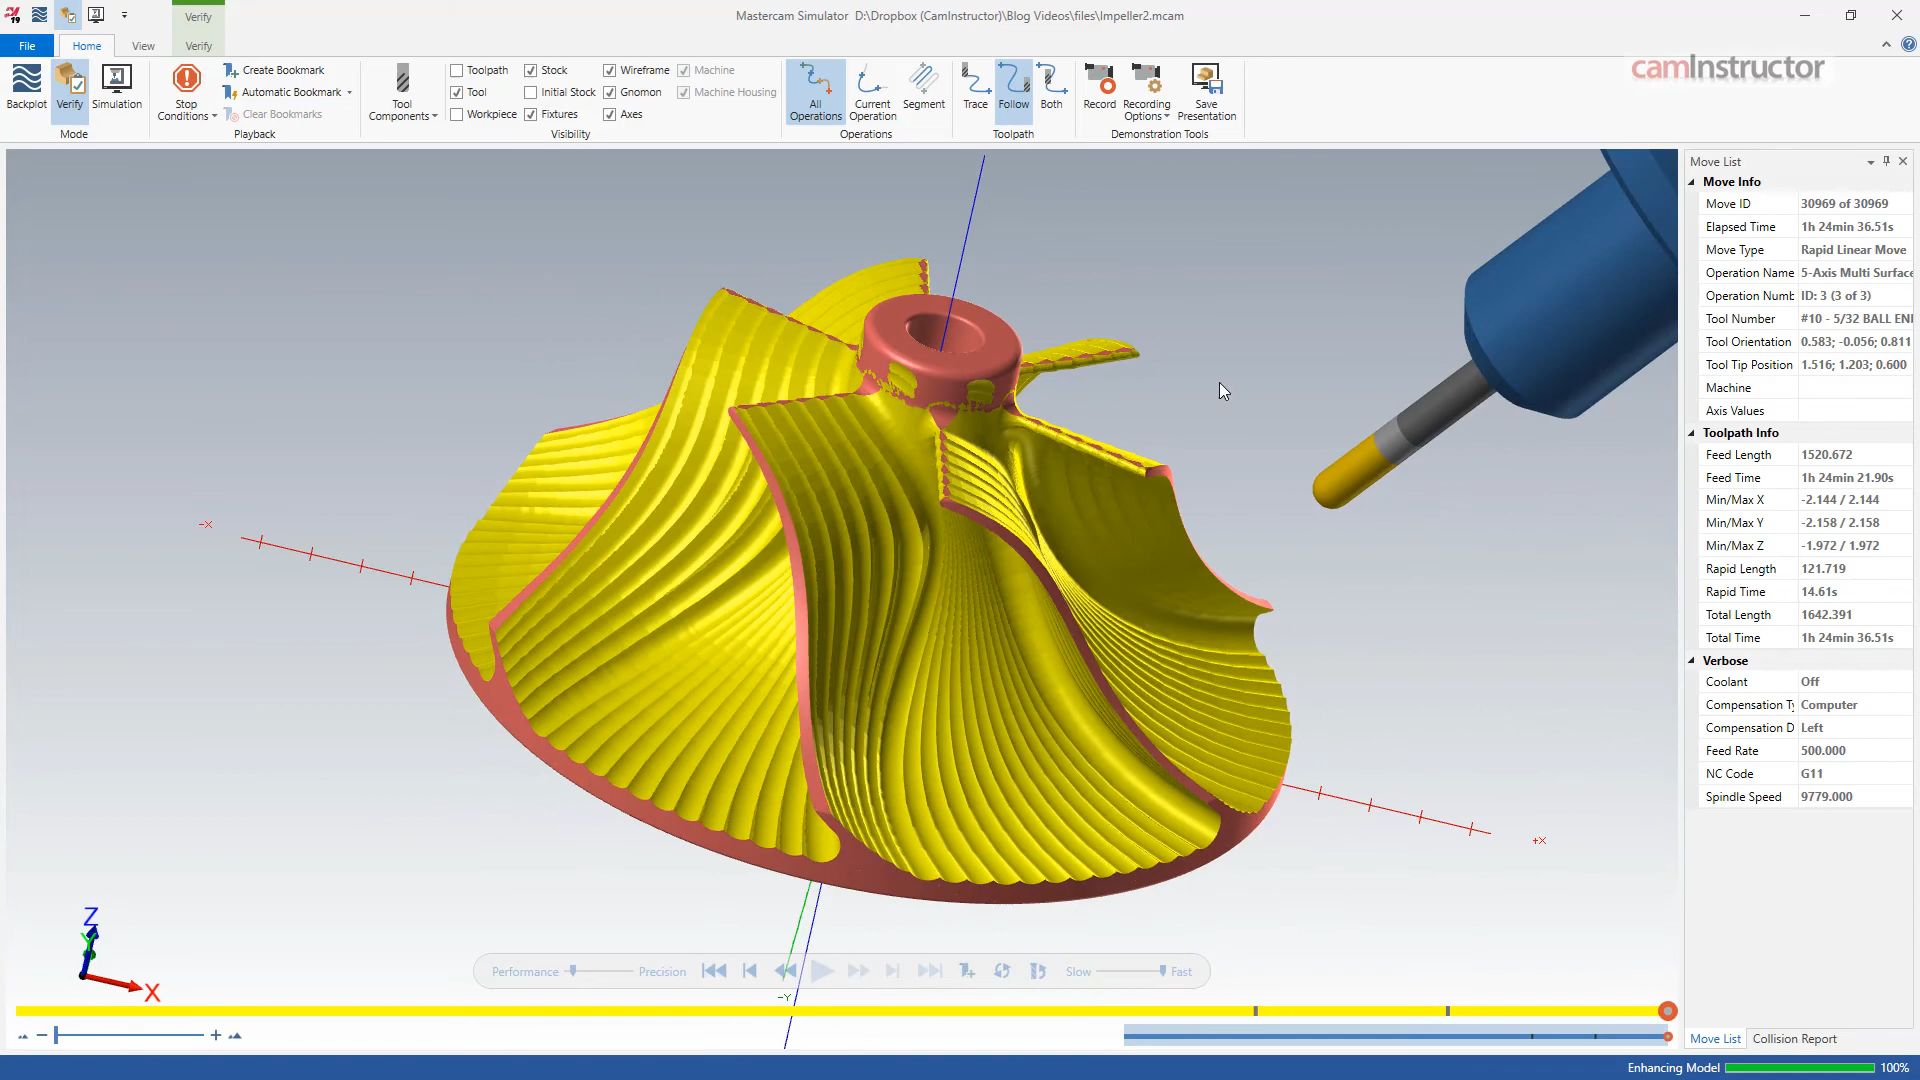 19
Verify
Mastercam Simulator D:\Dropbox (CamInstructor)\Blog Videos\files\Impeller2.mcam
File
Home
View
Verify
camInstructor
Backplot
Verify
Simulation
Mode
Stop
Conditions
Create Bookmark
Automatic Bookmark
Clear Bookmarks
Playback
Tool
Components
Toolpath
Stock
Wireframe
Machine
Tool
Initial Stock
Gnomon
Machine Housing
Workpiece
Fixtures
Axes
Visibility
All
Operations
Current
Operation
Segment
Operations
Trace
Follow
Both
Toolpath
Record
Recording
Options
Save
Presentation
Demonstration Tools
Move List
Move Info
Move ID 30969 of 30969
Elapsed Time 1h 24min 36.51s
Move Type Rapid Linear Move
Operation Name 5-Axis Multi Surface
Operation Numb ID: 3 (3 of 3)
Tool Number #10 - 5/32 BALL EN
Tool Orientation 0.583; -0.056; 0.811
Tool Tip Position 1.516; 1.203; 0.600
Machine
Axis Values
Toolpath Info
Feed Length 1520.672
Feed Time 1h 24min 21.90s
Min/Max X -2.144 / 2.144
Min/Max Y -2.158 / 2.158
Min/Max Z -1.972 / 1.972
Rapid Length 121.719
Rapid Time 14.61s
Total Length 1642.391
Total Time 1h 24min 36.51s
Verbose
Coolant Off
Compensation Ty Computer
Compensation D Left
Feed Rate 500.000
NC Code G11
Spindle Speed 9779.000
-X
+X
-Y
Z
Y
X
Performance
Precision
Slow
Fast
Move List
Collision Report
Enhancing Model 100%